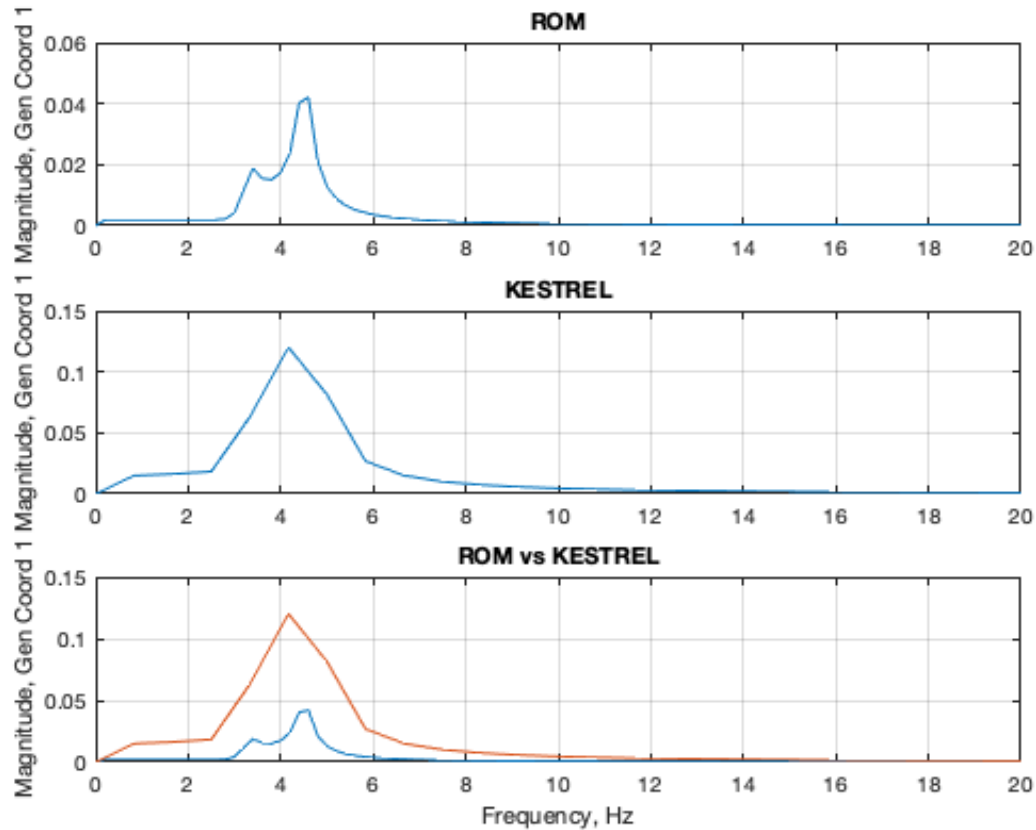 ROM
Magnitude, Gen Coord 1
0.06
0.04
0.02
0
0 2 4 6 8 10 12 14 16 18 20
KESTREL
Magnitude, Gen Coord 1
0.15
0.1
0.05
0
0 2 4 6 8 10 12 14 16 18 20
ROM vs KESTREL
Magnitude, Gen Coord 1
0.15
0.1
0.05
0
0 2 4 6 8 10 12 14 16 18 20
Frequency, Hz